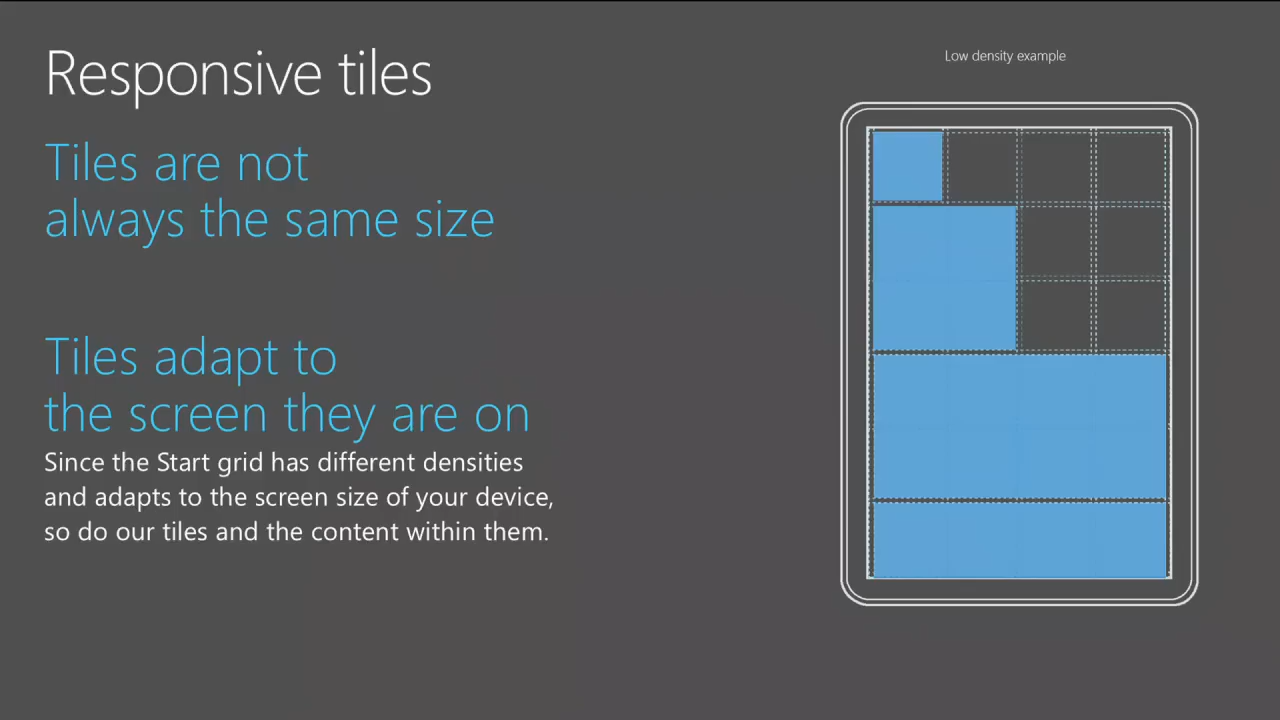 Responsive tiles
Low density example
Tiles are not
always the same size
Tiles adapt to
the screen they are on
Since the Start grid has different densities
and adapts to the screen size of your device,
so do our tiles and the content within them.